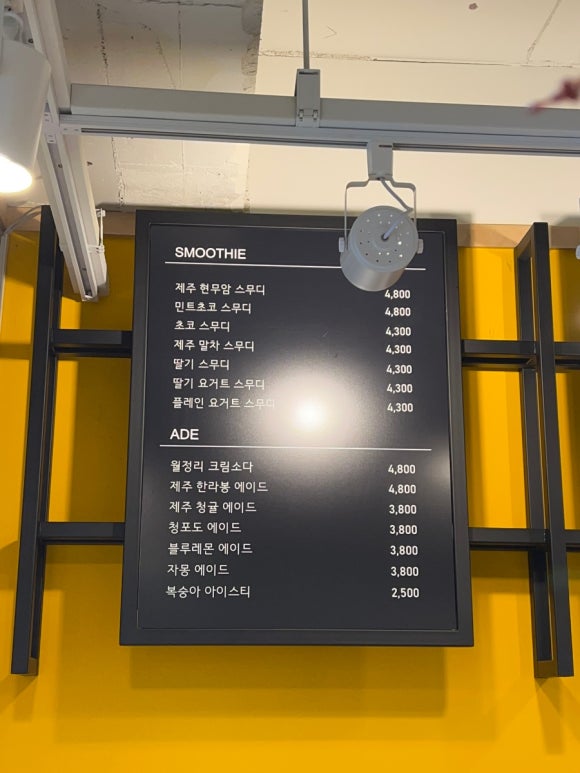 SMOOTHIE
제주 현무암 스무디 4,800
민트초코 스무디 4,800
초코 스무디 4,300
제주 말차 스무디 4,300
딸기 스무디 4,300
딸기 요거트 스무디 4,300
플레인 요거트 스무디 4,300
ADE
월정리 크림소다 4,800
제주 한라봉 에이드 4,800
제주 청귤 에이드 3,800
청포도 에이드 3,800
블루레몬 에이드 3,800
자몽 에이드 3,800
복숭아 아이스티 2,500